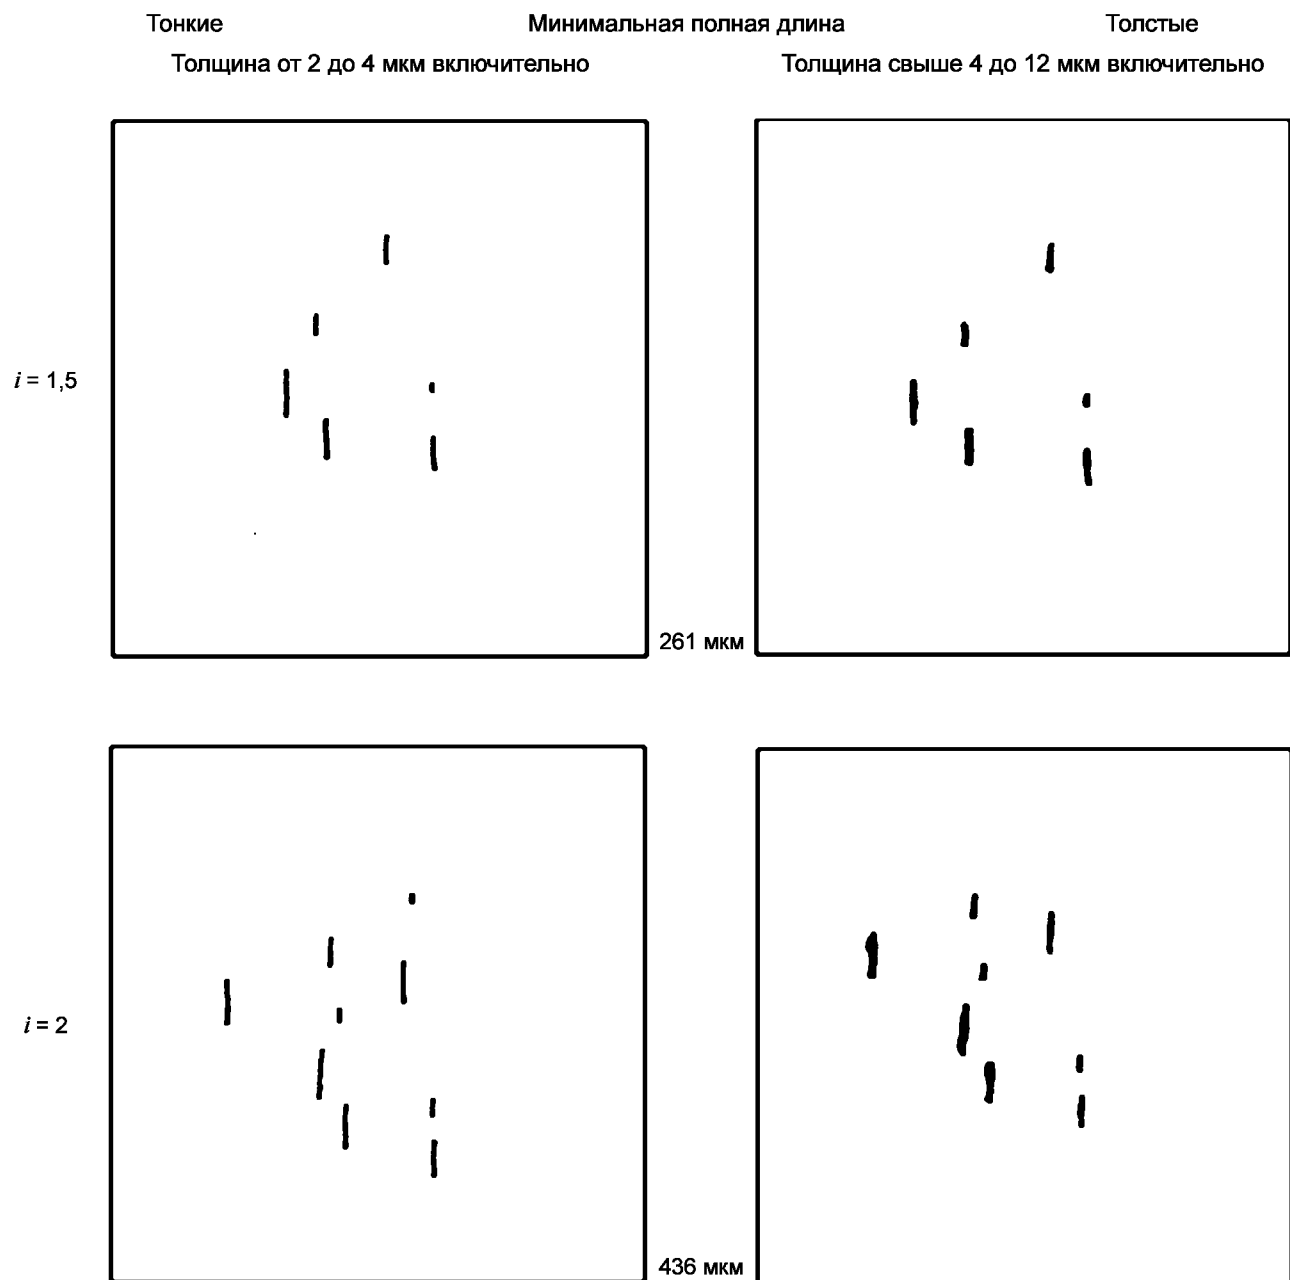 Тонкие Минимальная полная длина Толстые
Толщина от 2 до 4 мкм включительно Толщина свыше 4 до 12 мкм включительно
i = 1,5
261 мкм
i = 2
436 мкм